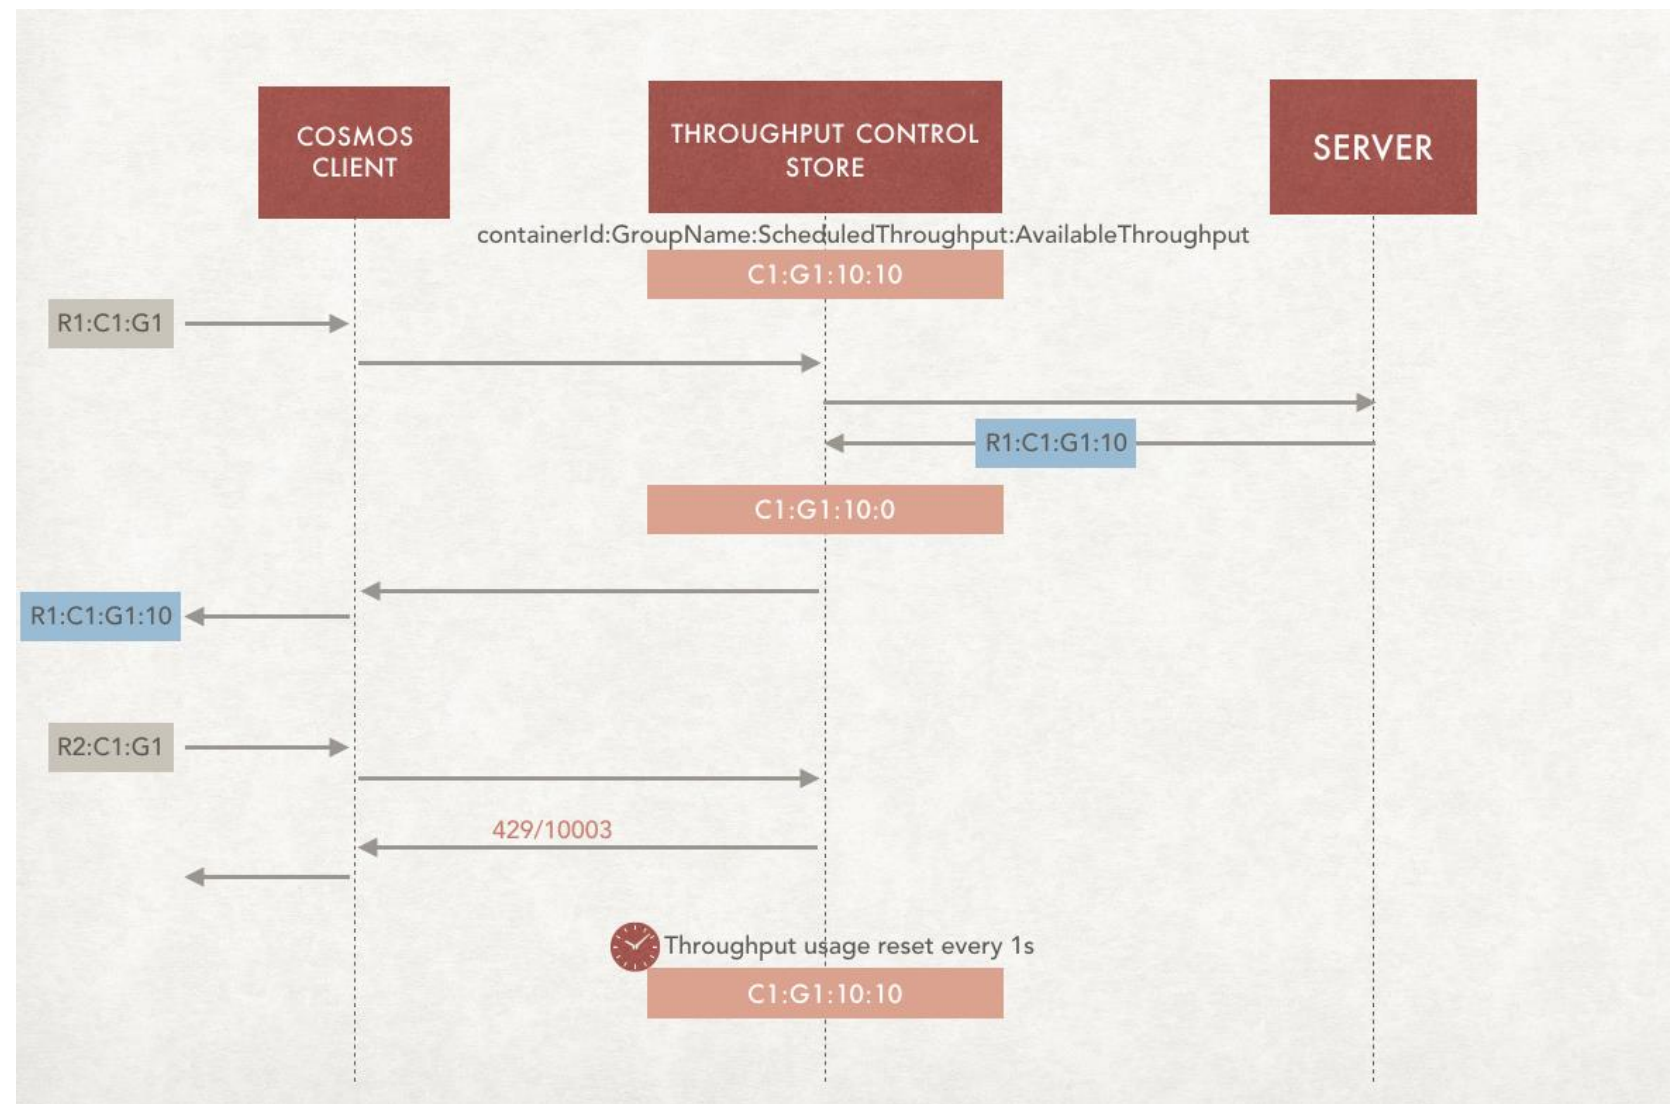 COSMOS
CLIENT
THROUGHPUT CONTROL
STORE
SERVER
containerId:GroupName:ScheduledThroughput:AvailableThroughput
C1:G1:10:10
R1:C1:G1
R1:C1:G1:10
C1:G1:10:0
R1:C1:G1:10
R2:C1:G1
429/10003
Throughput usage reset every 1s
C1:G1:10:10